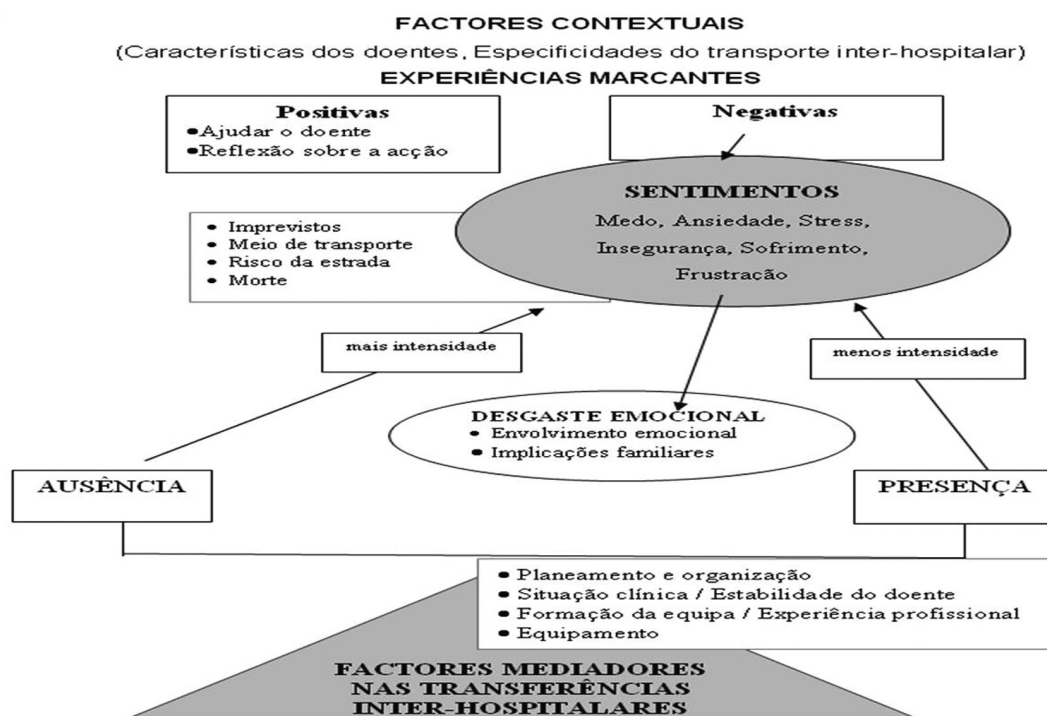 FACTORES CONTEXTUAIS
(Características dos doentes, Especificidades do transporte inter-hospitalar)
EXPERIÊNCIAS MARCANTES
Positivas
●Ajudar o doente
●Reflexão sobre a acção
Negativas
SENTIMENTOS
Medo, Ansiedade, Stress,
Insegurança, Sofrimento,
Frustração
● Imprevistos
● Meio de transporte
● Risco da estrada
● Morte
mais intensidade
menos intensidade
DESGASTE EMOCIONAL
● Envolvimento emocional
● Implicações familiares
AUSÊNCIA
PRESENÇA
● Planeamento e organização
● Situação clínica / Estabilidade do doente
● Formação da equipa / Experiência profissional
● Equipamento
FACTORES MEDIADORES
NAS TRANSFERÊNCIAS
INTER-HOSPITALARES